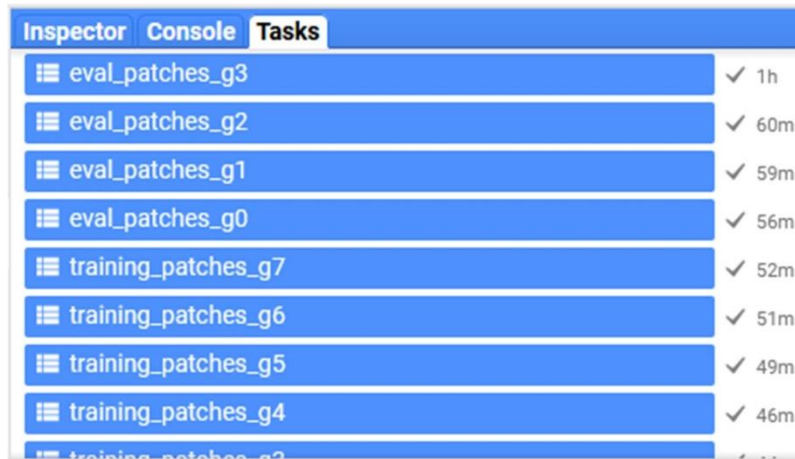 Inspector Console Tasks
eval_patches_g3 1h
eval_patches_g2 60m
eval_patches_g1 59m
eval_patches_g0 56m
training_patches_g7 52m
training_patches_g6 51m
training_patches_g5 49m
training_patches_g4 46m
training_patches_g3